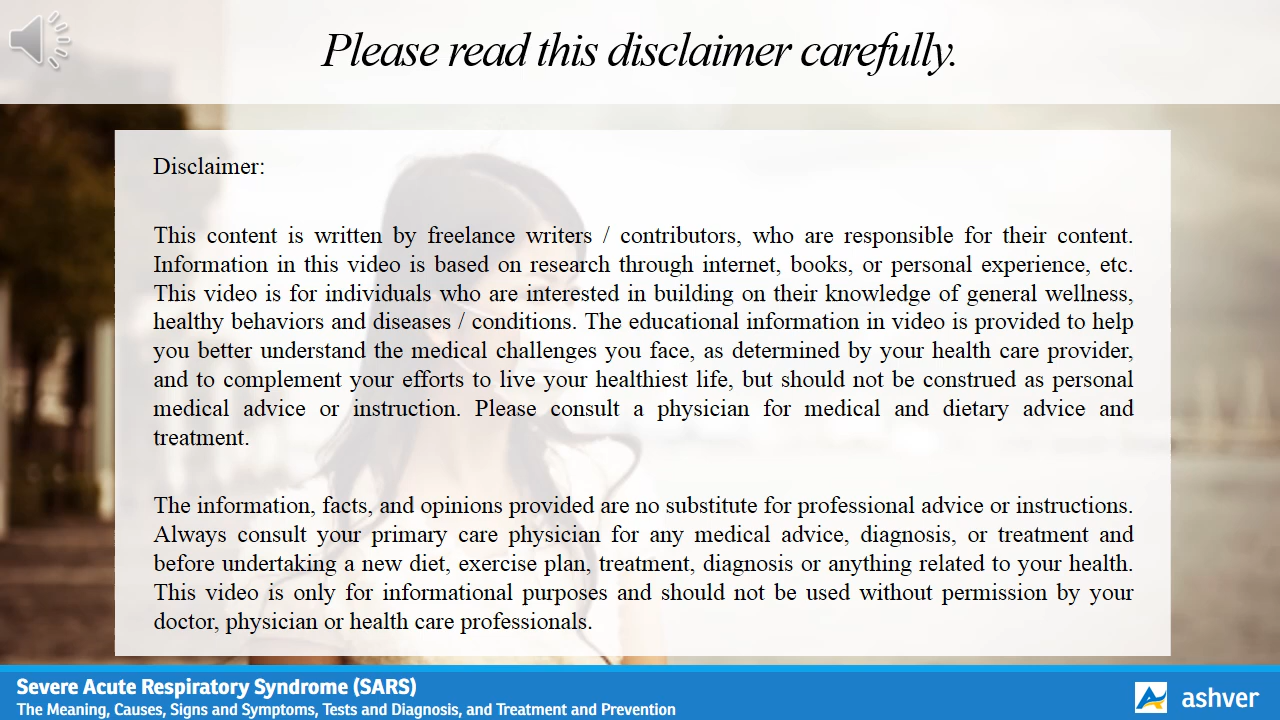 Please read this disclaimer carefully.
Disclaimer:
This content is written by freelance writers / contributors, who are responsible for their content.
Information in this video is based on research through internet, books, or personal experience, etc.
This video is for individuals who are interested in building on their knowledge of general wellness,
healthy behaviors and diseases / conditions. The educational information in video is provided to help
you better understand the medical challenges you face, as determined by your health care provider,
and to complement your efforts to live your healthiest life, but should not be construed as personal
medical advice or instruction. Please consult a physician for medical and dietary advice and
treatment.
The information, facts, and opinions provided are no substitute for professional advice or instructions.
Always consult your primary care physician for any medical advice, diagnosis, or treatment and
before undertaking a new diet, exercise plan, treatment, diagnosis or anything related to your health.
This video is only for informational purposes and should not be used without permission by your
doctor, physician or health care professionals.
Severe Acute Respiratory Syndrome (SARS)
The Meaning, Causes, Signs and Symptoms, Tests and Diagnosis, and Treatment and Prevention
ashver